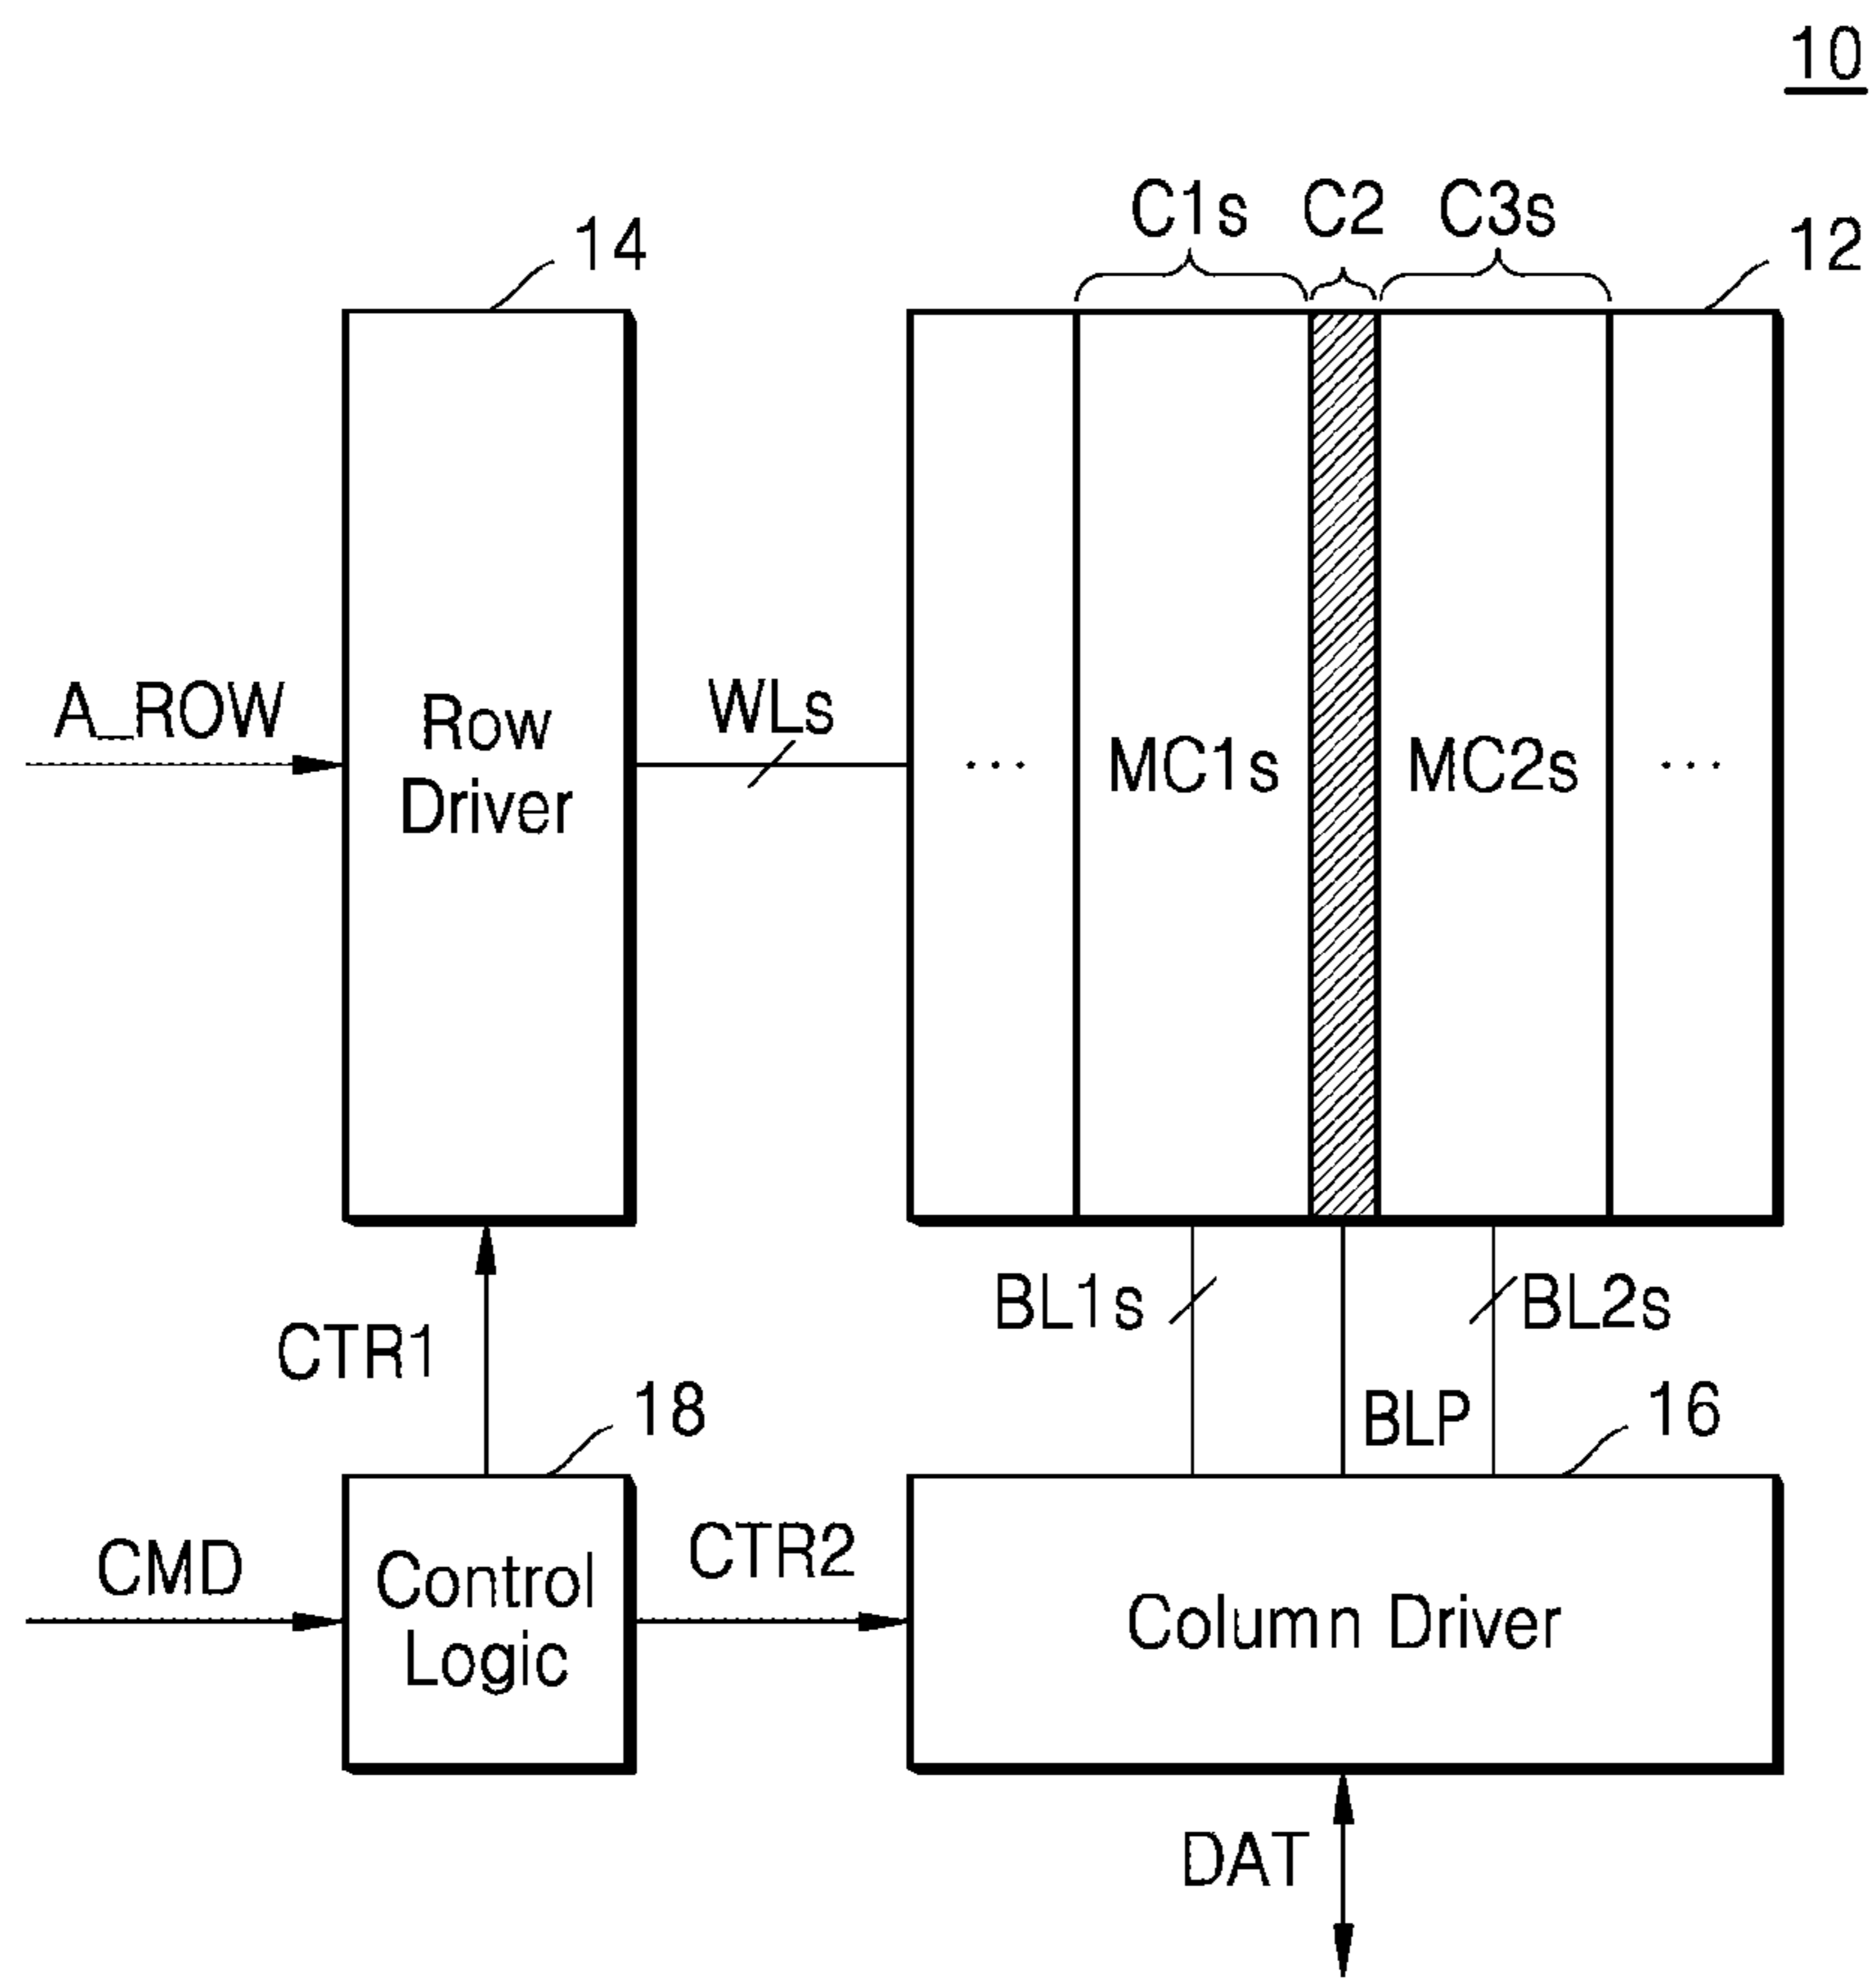 10
C1s C2 C3s
14 12
A_ROW
Row
Driver
WLs
... MC1s MC2s ...
BL1s BL2s
CTR1
BLP
18 16
CMD
Control
Logic
CTR2
Column Driver
DAT